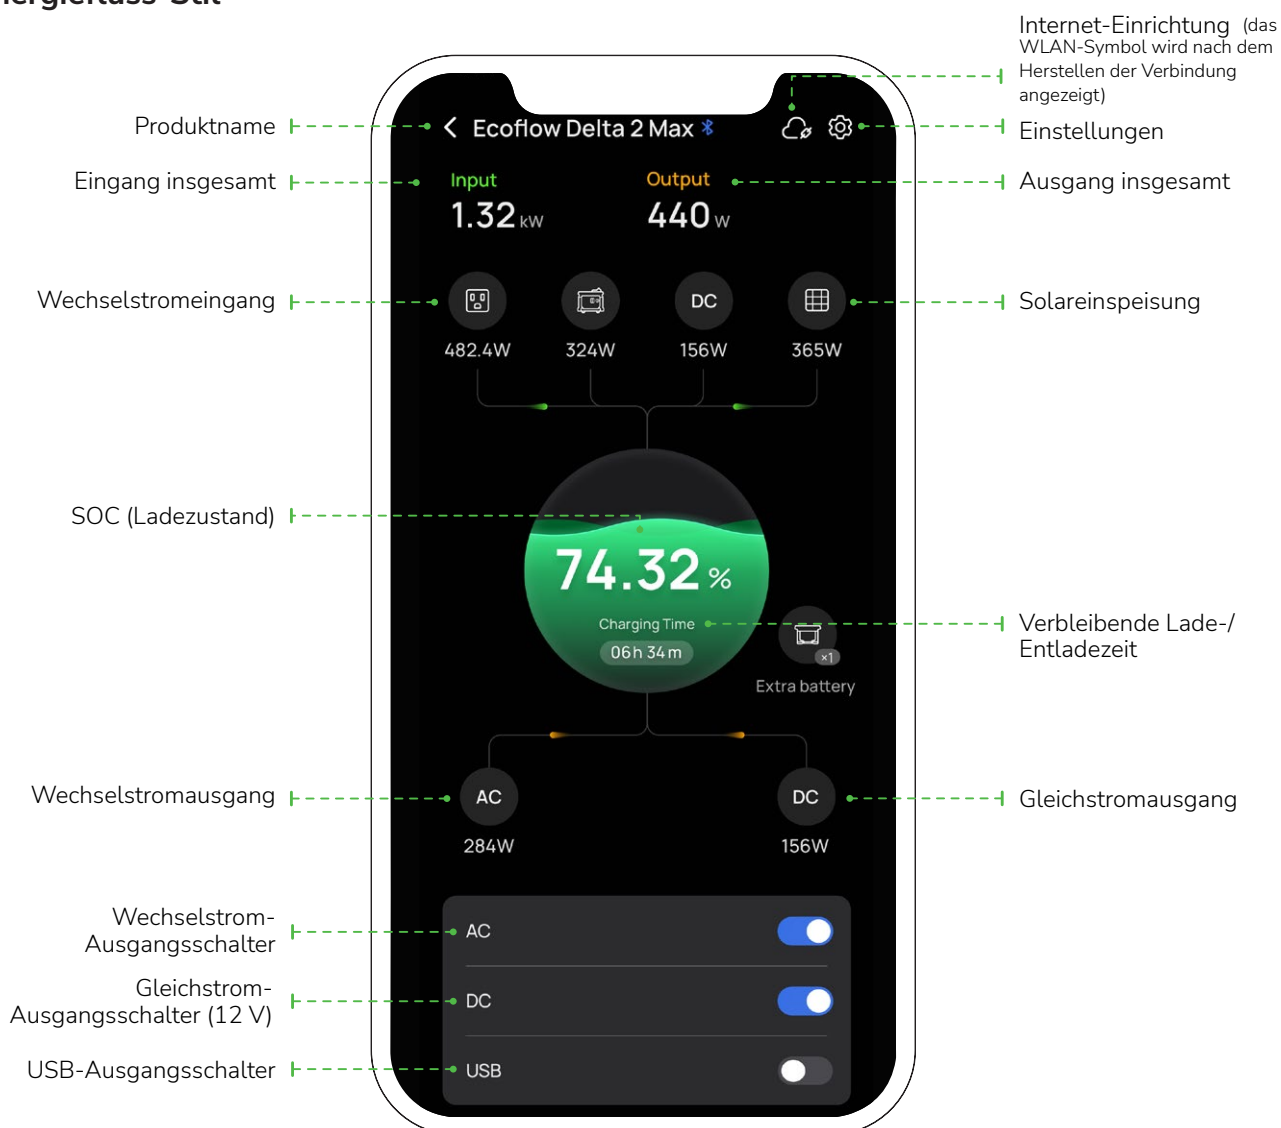 Internet-Einrichtung (das
WLAN-Symbol wird nach dem
Herstellen der Verbindung
angezeigt)
Produktname
Ecoflow Delta 2 Max
Einstellungen
Eingang insgesamt
Input
Output
Ausgang insgesamt
1.32 kW
440 W
Wechselstromeingang
DC
Solareinspeisung
482.4W
324W
156W
365W
SOC (Ladezustand)
74.32 %
Charging Time
06h 34m
Verbleibende Lade-/
Entladezeit
×1
Extra battery
Wechselstromausgang
AC
DC
Gleichstromausgang
284W
156W
Wechselstrom-
Ausgangsschalter
AC
Gleichstrom-
Ausgangsschalter (12 V)
DC
USB-Ausgangsschalter
USB